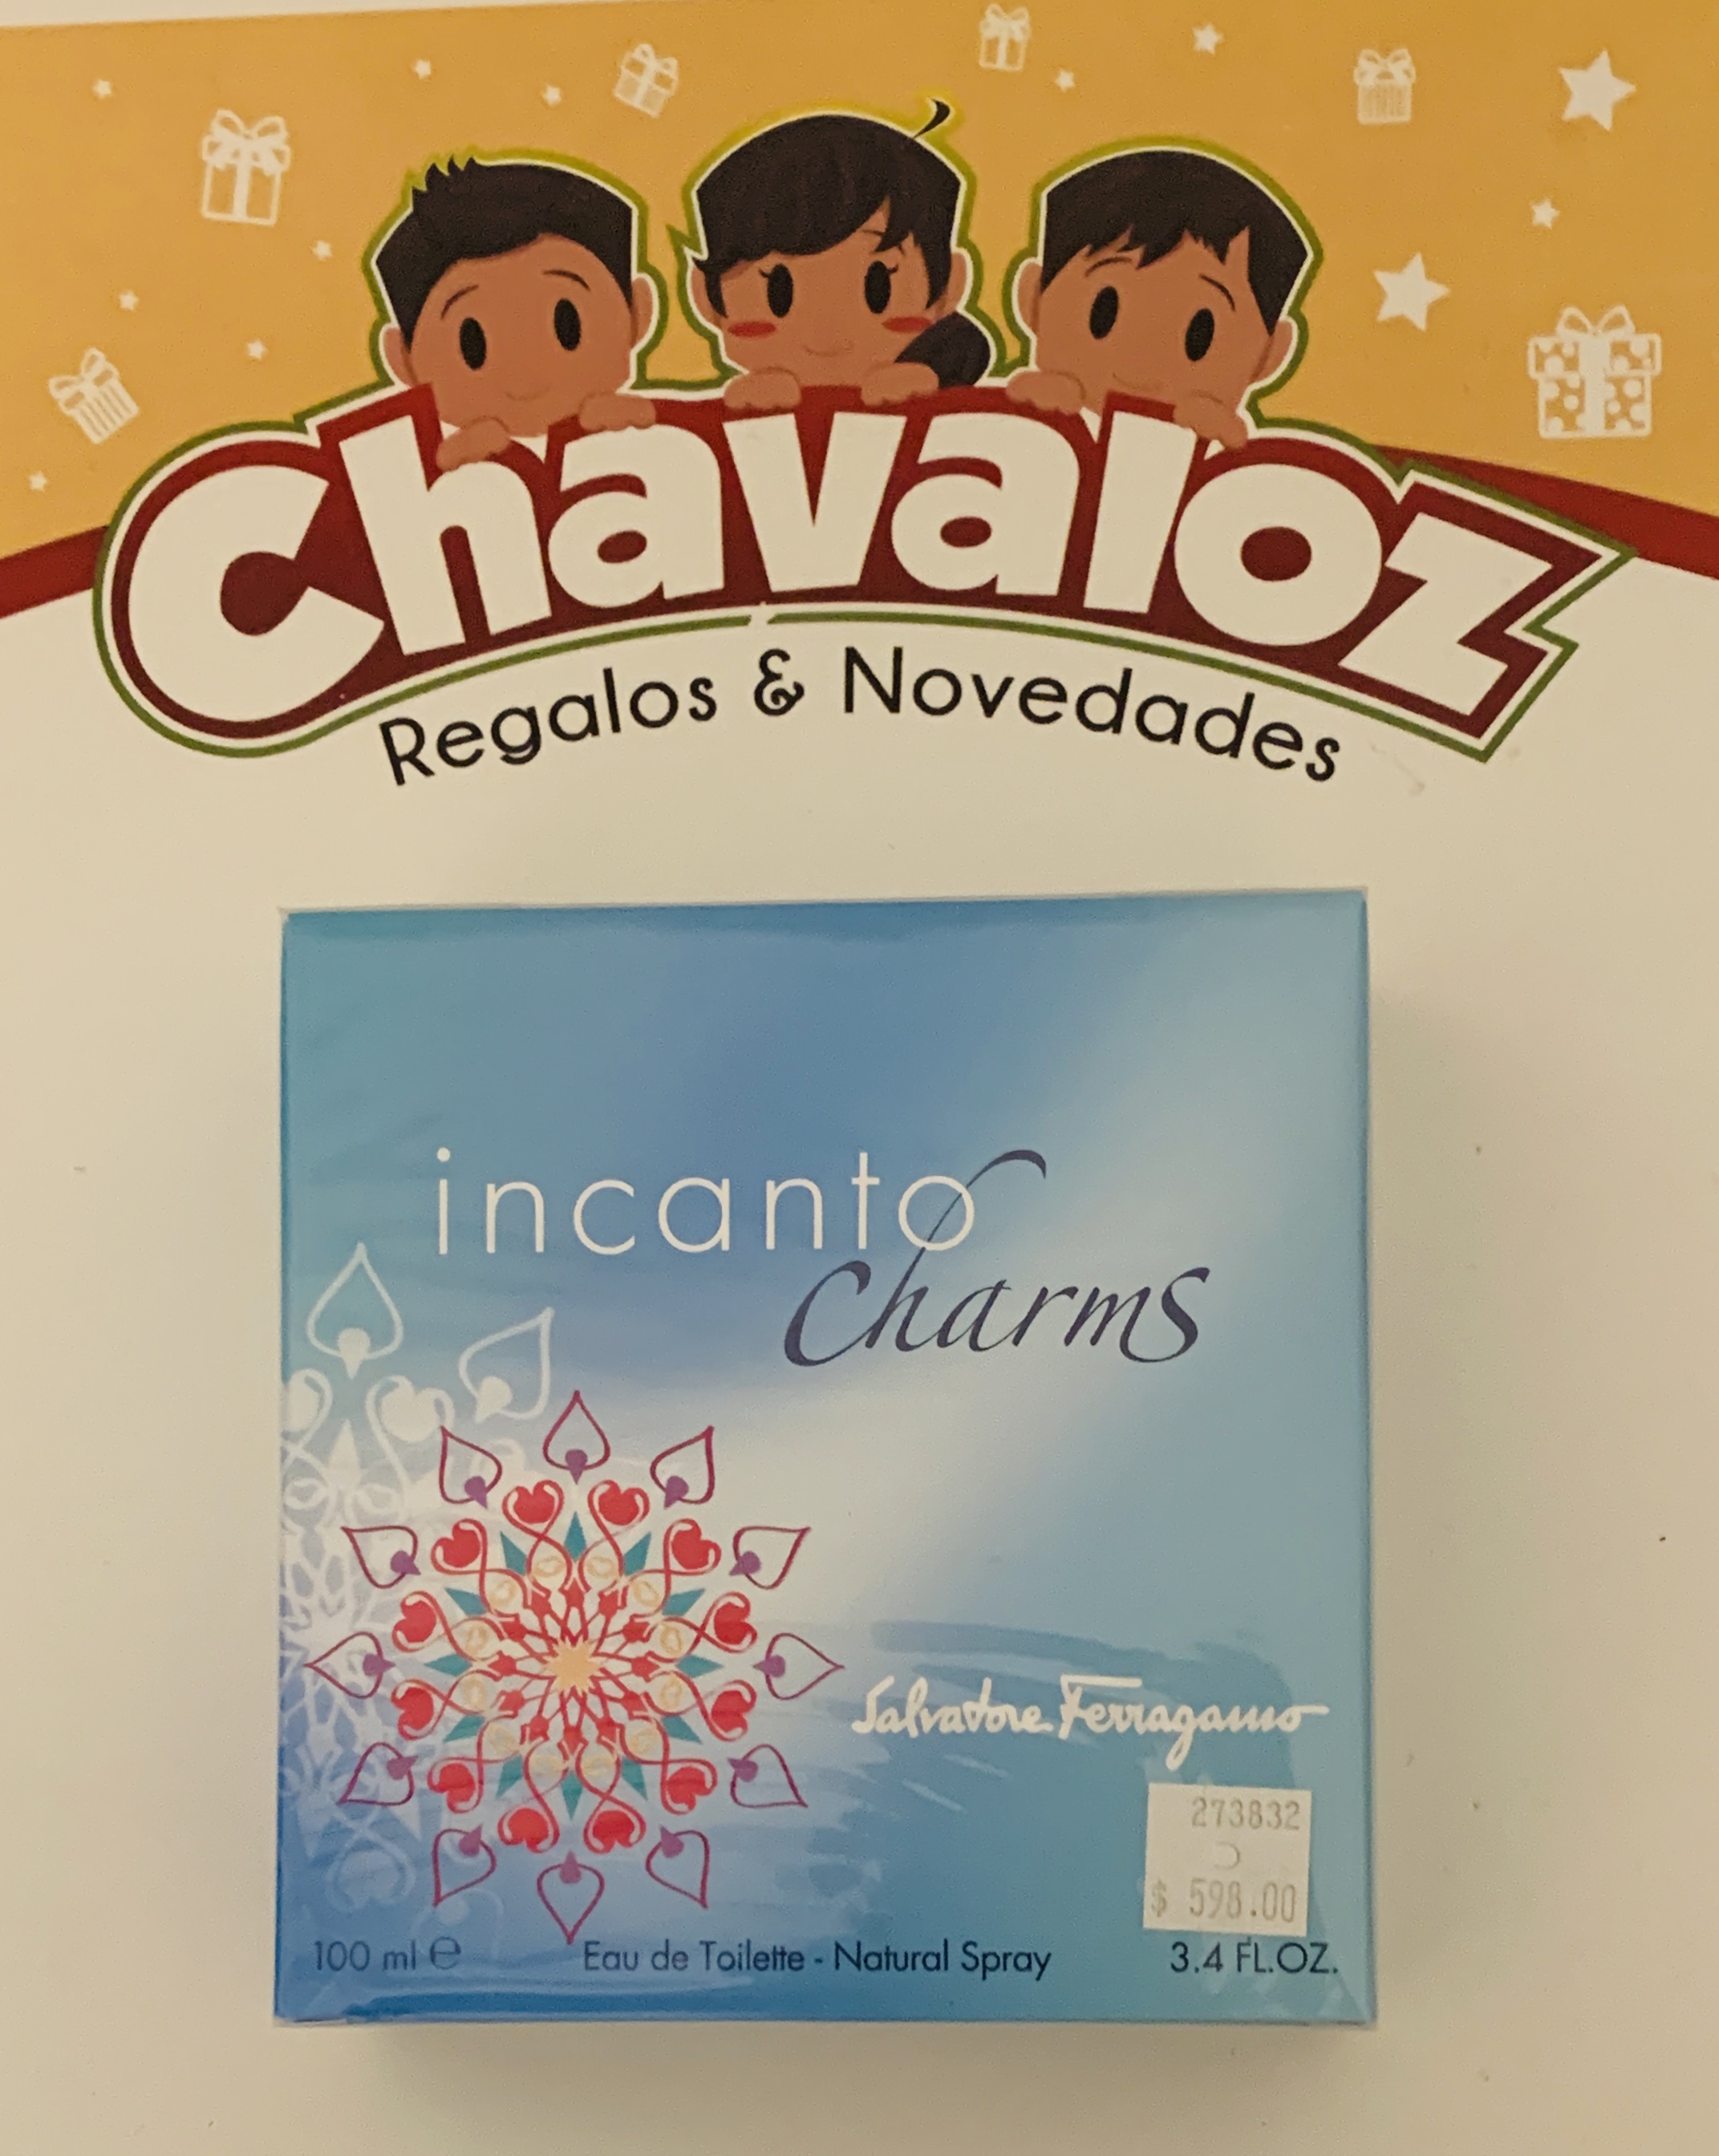 Chavaloz
Regalos & Novedades
incanto
charms
Salvatore Ferragamo
273832
$ 598.00
100 ml ℮ Eau de Toilette - Natural Spray 3.4 FL.OZ.